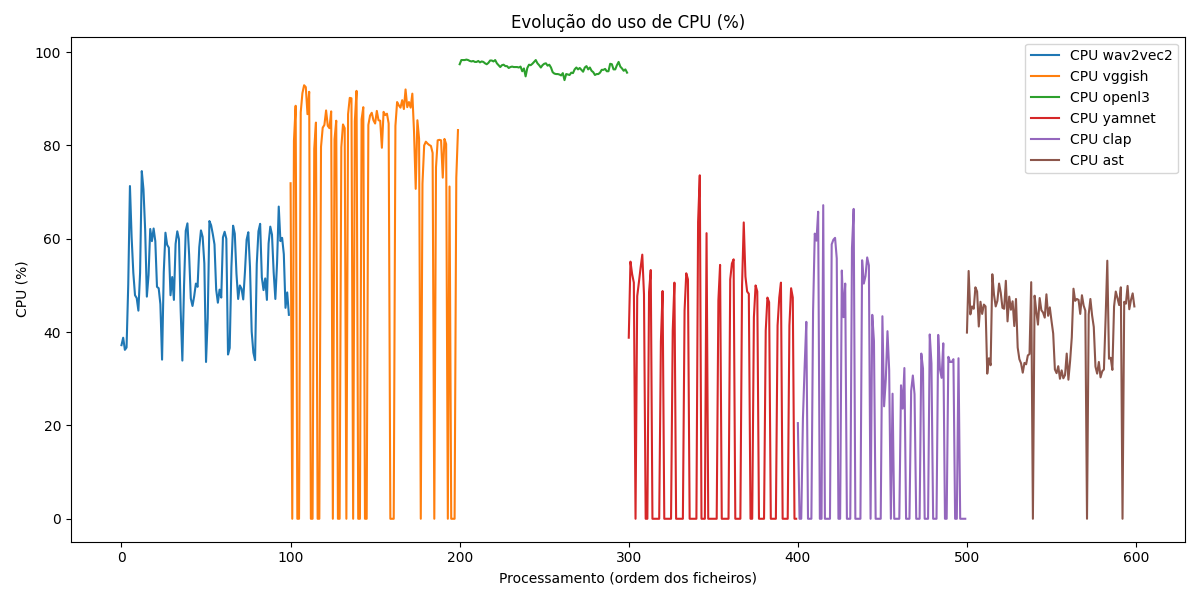 Evolução do uso de CPU (%)
CPU wav2vec2
CPU vggish
CPU openl3
CPU yamnet
CPU clap
CPU ast
CPU (%)
100
80
60
40
20
0
0 100 200 300 400 500 600
Processamento (ordem dos ficheiros)